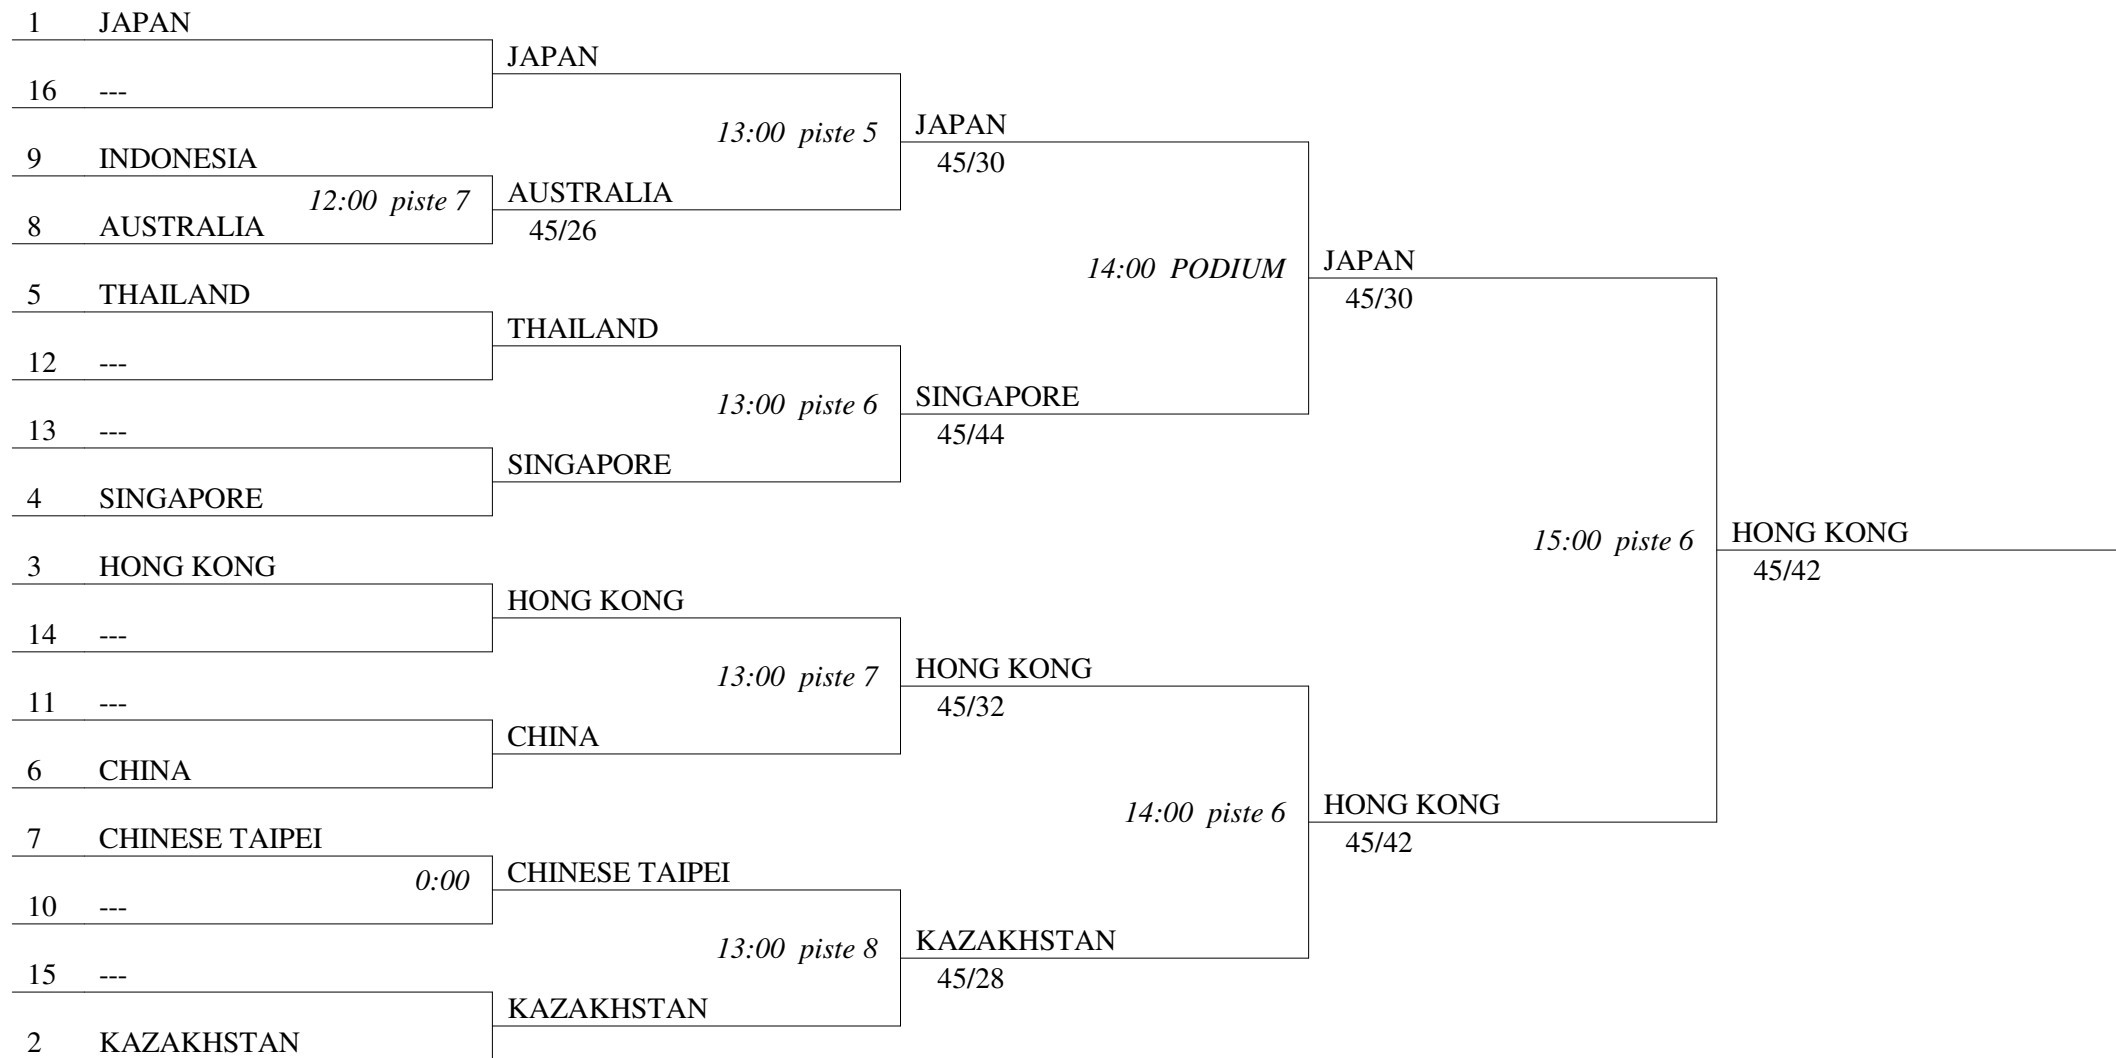 1 JAPAN
JAPAN
16 ---
13:00 piste 5
JAPAN
45/30
9 INDONESIA
12:00 piste 7
AUSTRALIA
45/26
8 AUSTRALIA
14:00 PODIUM
JAPAN
45/30
5 THAILAND
THAILAND
12 ---
13:00 piste 6
SINGAPORE
45/44
13 ---
SINGAPORE
4 SINGAPORE
15:00 piste 6
HONG KONG
45/42
3 HONG KONG
HONG KONG
14 ---
13:00 piste 7
HONG KONG
45/32
11 ---
CHINA
6 CHINA
14:00 piste 6
HONG KONG
45/42
7 CHINESE TAIPEI
0:00
CHINESE TAIPEI
10 ---
13:00 piste 8
KAZAKHSTAN
45/28
15 ---
KAZAKHSTAN
2 KAZAKHSTAN